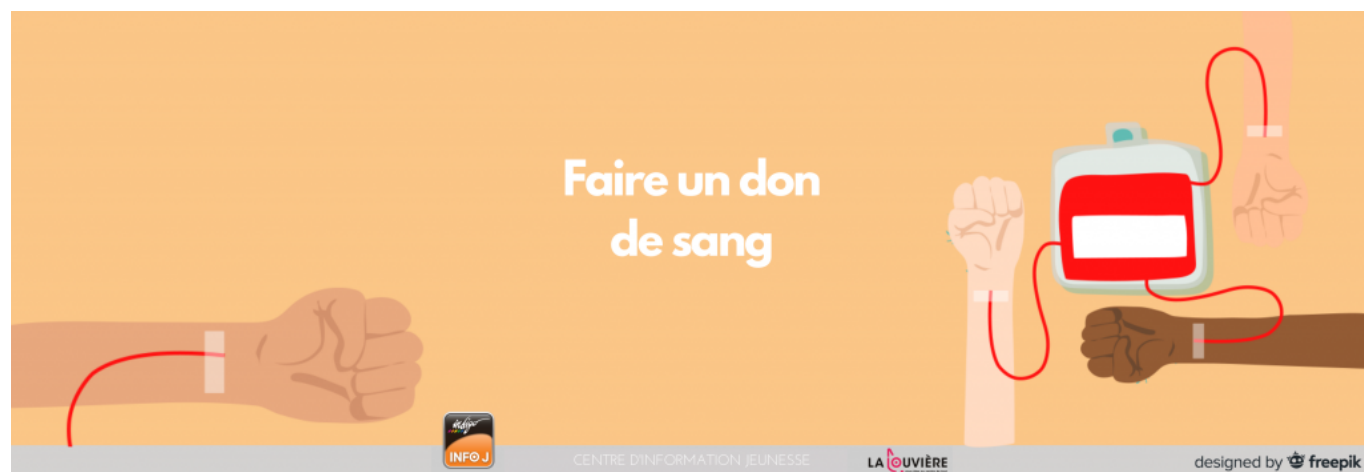 Faire un don
de sang
INFO J
CENTRE D'INFORMATION JEUNESSE
LA LOUVIÈRE
designed by freepik